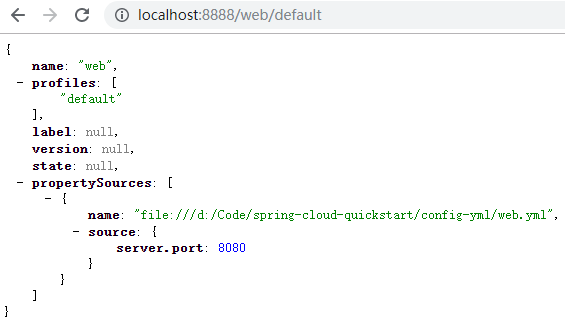 localhost:8888/web/default
{
name: "web",
- profiles: [
"default"
],
label: null,
version: null,
state: null,
- propertySources: [
- {
name: "file:///d:/Code/spring-cloud-quickstart/config-yml/web.yml",
- source: {
server.port: 8080
}
}
]
}